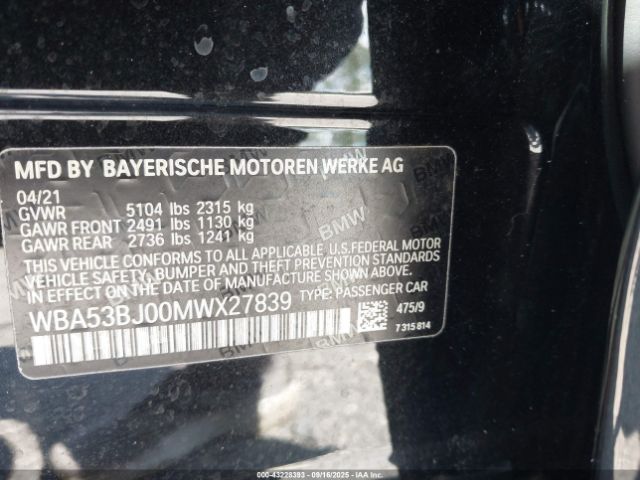 MFD BY BAYERISCHE MOTOREN WERKE AG
04/21
GVWR 5104 lbs 2315 kg
GAWR FRONT 2491 lbs 1130 kg
GAWR REAR 2736 lbs 1241 kg
THIS VEHICLE CONFORMS TO ALL APPLICABLE U.S.FEDERAL MOTOR
VEHICLE SAFETY, BUMPER AND THEFT PREVENTION STANDARDS
IN EFFECT ON THE DATE OF MANUFACTURE SHOWN ABOVE.
WBA53BJ00MWX27839 TYPE: PASSENGER CAR
475/9
7 315 814
000-43228393 - 09/16/2025 - IAA Inc.